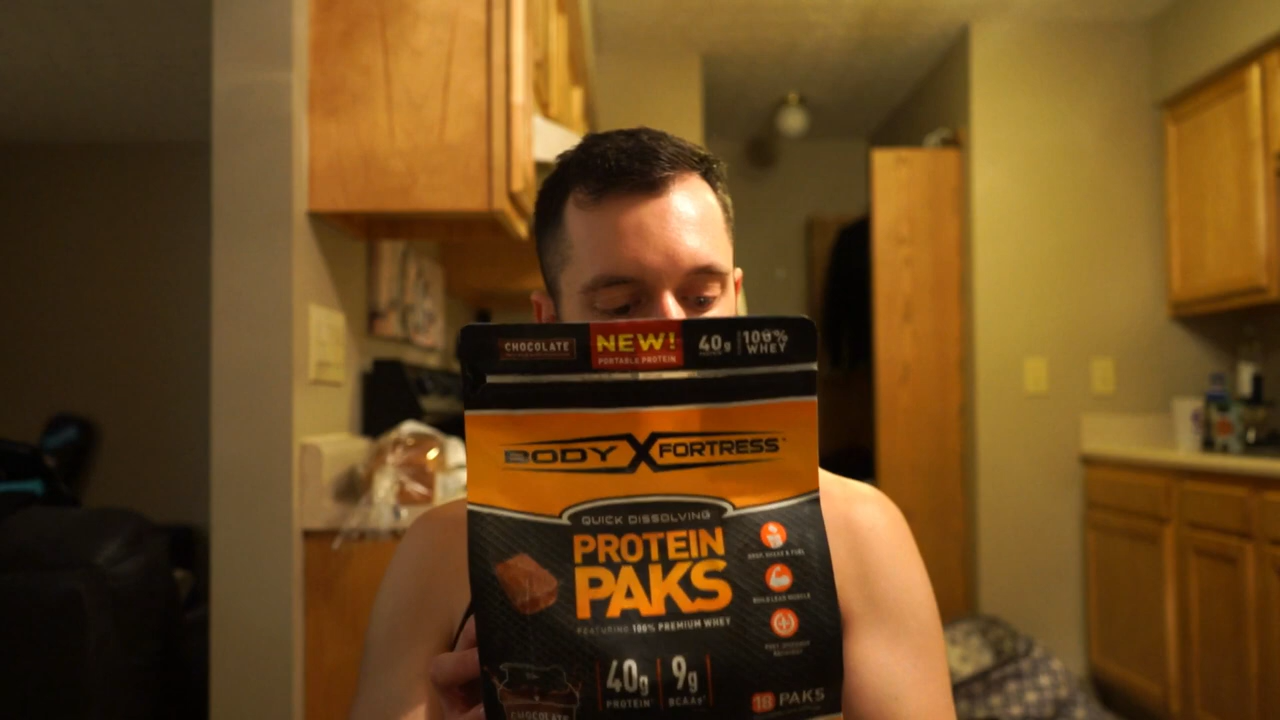 CHOCOLATE
NEW!
PORTABLE PROTEIN
40g
100%
WHEY
BODY FORTRESS
QUICK DISSOLVING
PROTEIN
PAKS
FEATURING 100% PREMIUM WHEY
BUILD LEAN MUSCLE
40g
PROTEIN
9g
BCAAs
CHOCOLATE
18 PAKS